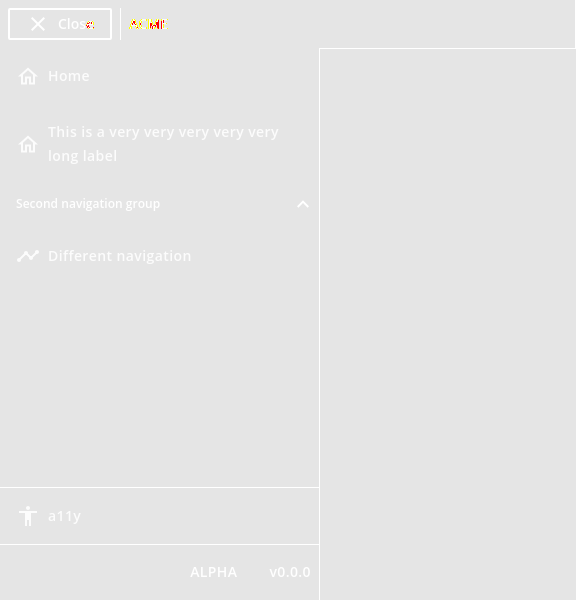 Close
ACME
Home
This is a very very very very very
long label
Second navigation group
Different navigation
a11y
ALPHA v0.0.0